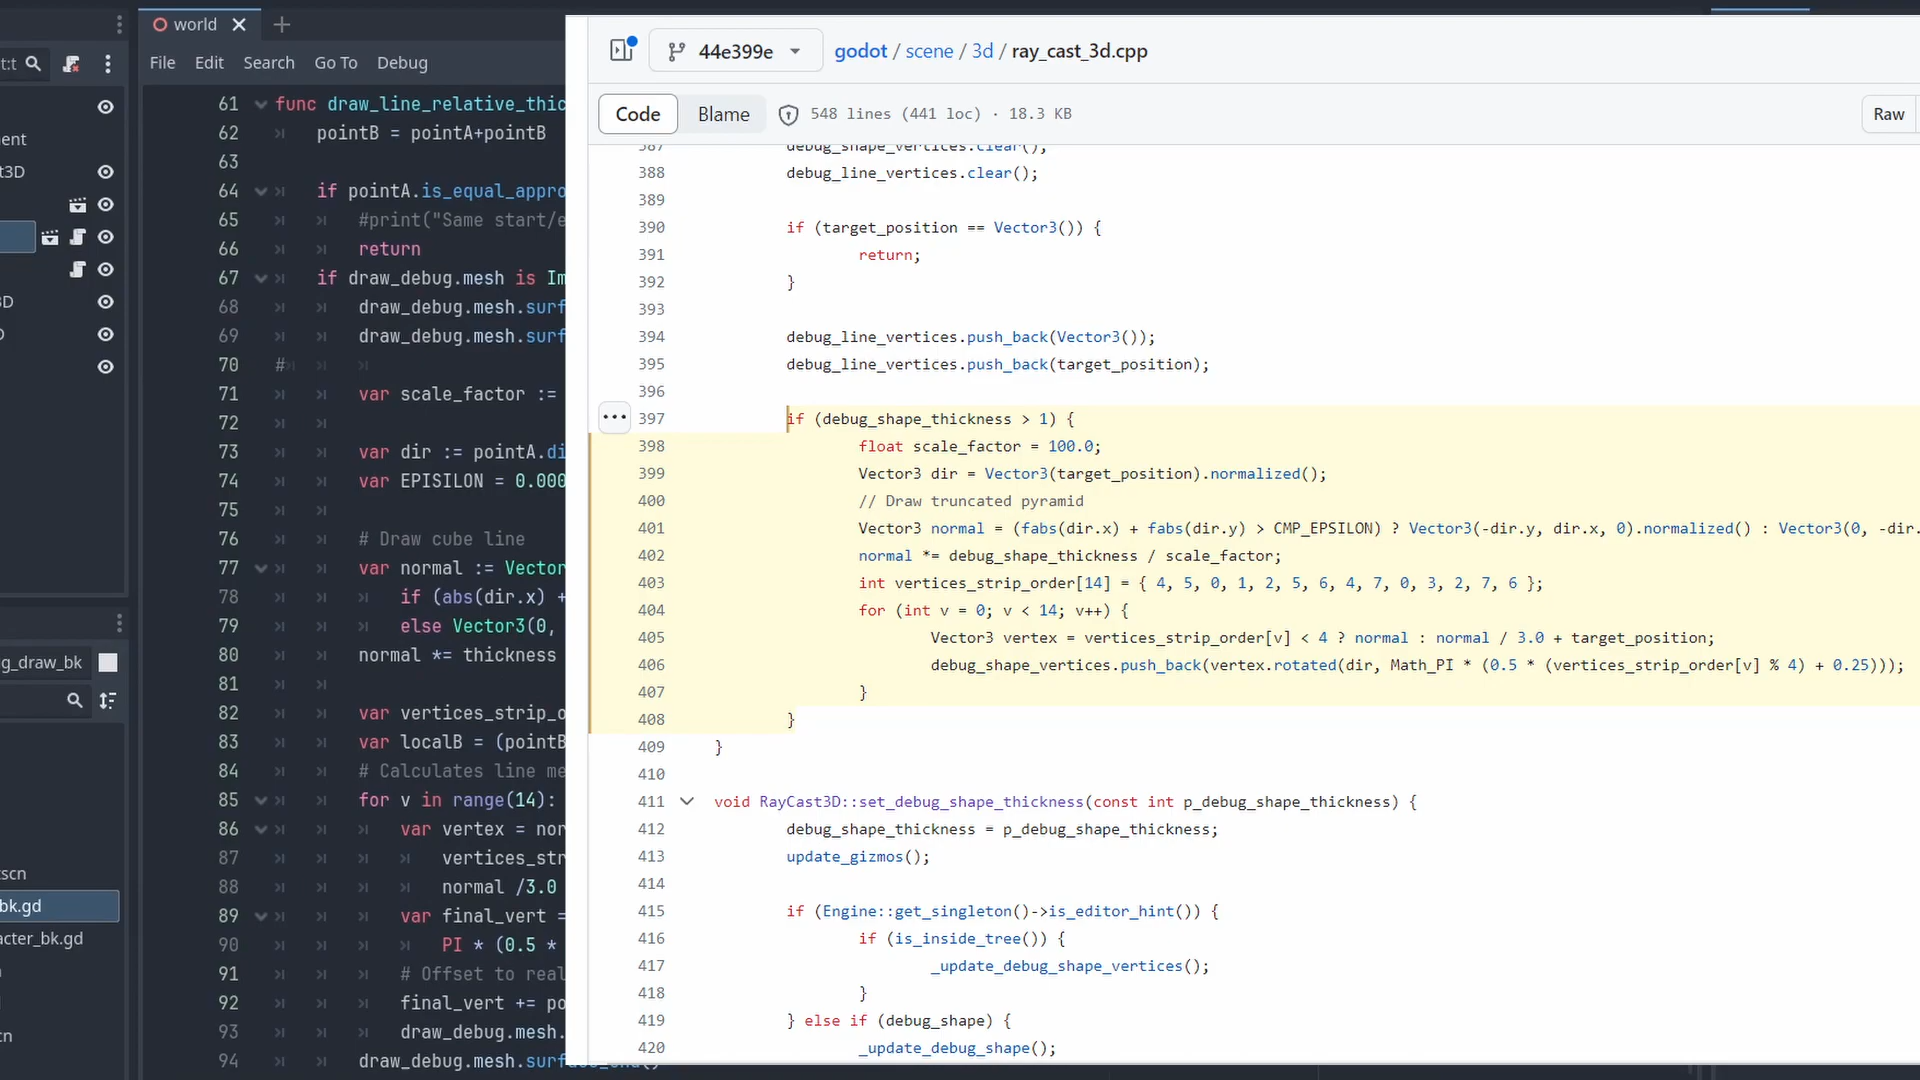 world
File Edit Search Go To Debug
:t
ent
t3D
3D
g_draw_bk
tscn
bk.gd
acter_bk.gd
cn
61 func draw_line_relative_thic
62 pointB = pointA+pointB
63
64 if pointA.is_equal_appro
65 #print("Same start/e
66 return
67 if draw_debug.mesh is Im
68 draw_debug.mesh.surf
69 draw_debug.mesh.surf
70 #
71 var scale_factor :=
72
73 var dir := pointA.di
74 var EPISILON = 0.000
75
76 # Draw cube line
77 var normal := Vector
78 if (abs(dir.x) +
79 else Vector3(0,
80 normal *= thickness
81
82 var vertices_strip_o
83 var localB = (pointB
84 # Calculates line me
85 for v in range(14):
86 var vertex = nor
87 vertices_str
88 normal /3.0
89 var final_vert =
90 PI * (0.5 *
91 # Offset to real
92 final_vert += po
93 draw_debug.mesh.
94 draw_debug.mesh.surface_end()
44e399e
godot / scene / 3d / ray_cast_3d.cpp
Code Blame 548 lines (441 loc) · 18.3 KB Raw
387 debug_shape_vertices.clear();
388 debug_line_vertices.clear();
389
390 if (target_position == Vector3()) {
391 return;
392 }
393
394 debug_line_vertices.push_back(Vector3());
395 debug_line_vertices.push_back(target_position);
396
397 if (debug_shape_thickness > 1) {
398 float scale_factor = 100.0;
399 Vector3 dir = Vector3(target_position).normalized();
400 // Draw truncated pyramid
401 Vector3 normal = (fabs(dir.x) + fabs(dir.y) > CMP_EPSILON) ? Vector3(-dir.y, dir.x, 0).normalized() : Vector3(0, -dir.
402 normal *= debug_shape_thickness / scale_factor;
403 int vertices_strip_order[14] = { 4, 5, 0, 1, 2, 5, 6, 4, 7, 0, 3, 2, 7, 6 };
404 for (int v = 0; v < 14; v++) {
405 Vector3 vertex = vertices_strip_order[v] < 4 ? normal : normal / 3.0 + target_position;
406 debug_shape_vertices.push_back(vertex.rotated(dir, Math_PI * (0.5 * (vertices_strip_order[v] % 4) + 0.25)));
407 }
408 }
409 }
410
411 void RayCast3D::set_debug_shape_thickness(const int p_debug_shape_thickness) {
412 debug_shape_thickness = p_debug_shape_thickness;
413 update_gizmos();
414
415 if (Engine::get_singleton()->is_editor_hint()) {
416 if (is_inside_tree()) {
417 _update_debug_shape_vertices();
418 }
419 } else if (debug_shape) {
420 _update_debug_shape();